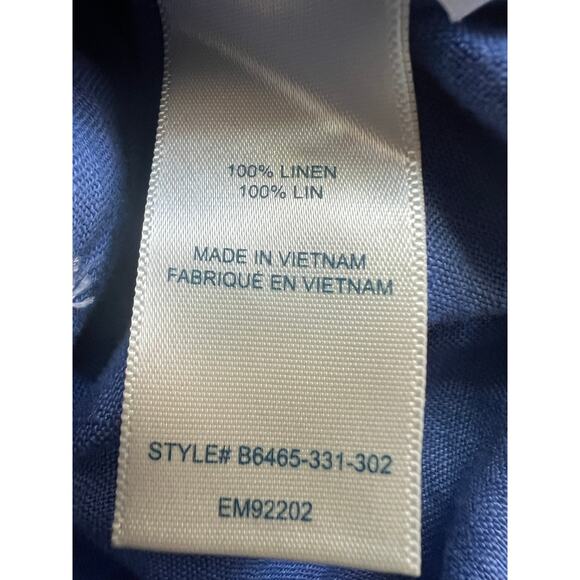 100% LINEN
100% LIN
MADE IN VIETNAM
FABRIQUÉ EN VIETNAM
STYLE# B6465-331-302
EM92202